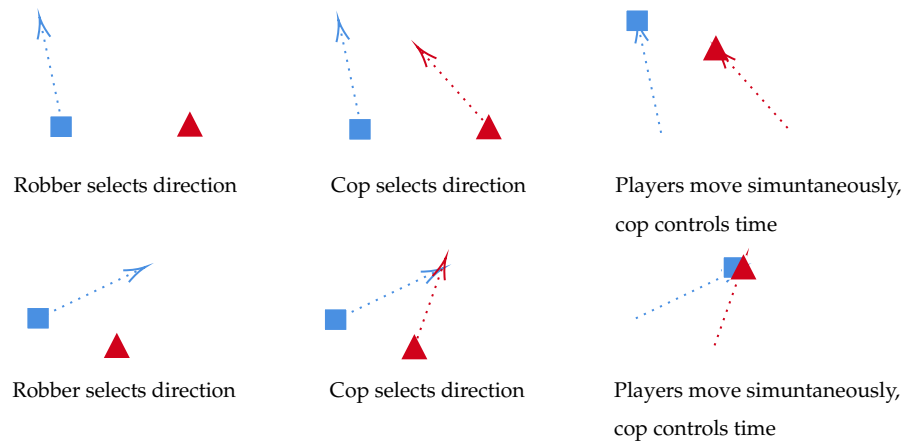 Robber selects direction
Cop selects direction
Players move simuntaneously,
cop controls time
Robber selects direction
Cop selects direction
Players move simuntaneously,
cop controls time